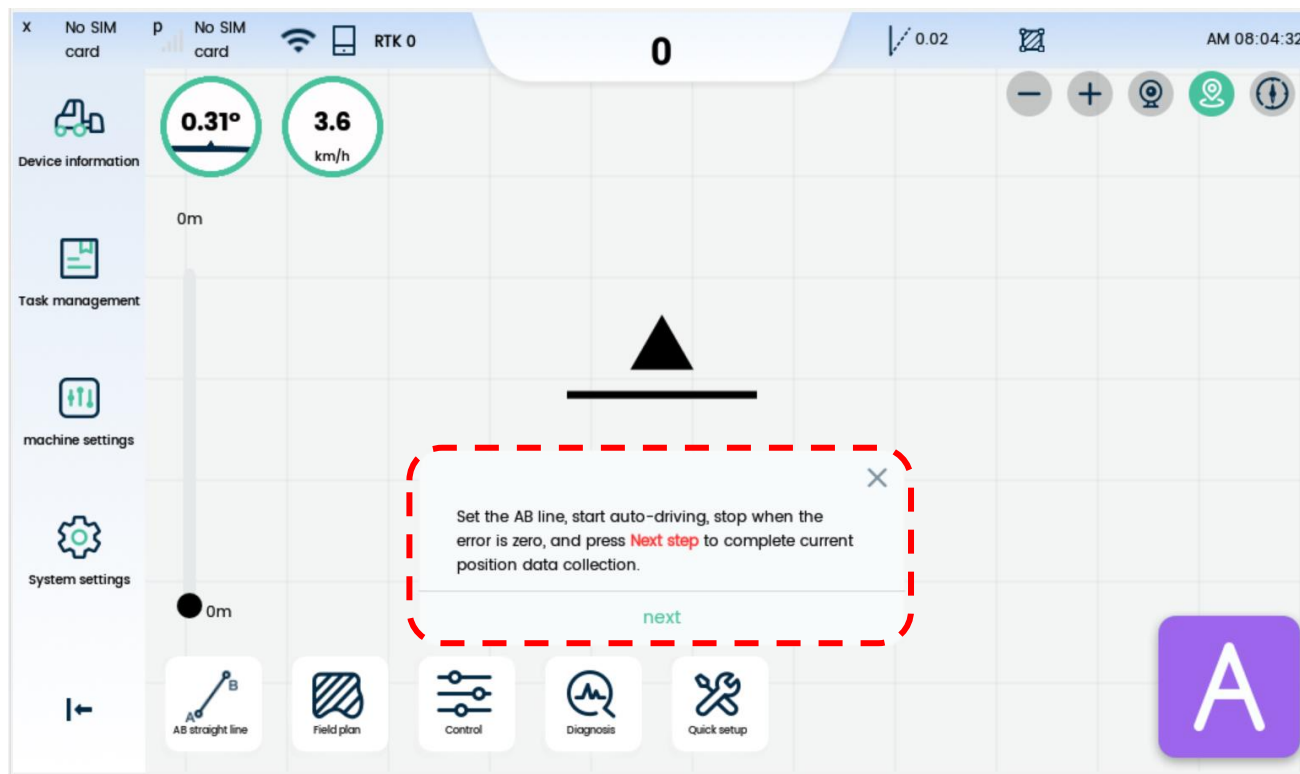 x No SIM card P No SIM card RTK 0 0 0.02 AM 08:04:32
0.31°
3.6
km/h
Device information
0m
Task management
machine settings
Set the AB line, start auto-driving, stop when the
error is zero, and press Next step to complete current
position data collection.
System settings
0m
next
A B
AB straight line
Field plan
Control
Diagnosis
Quick setup
A